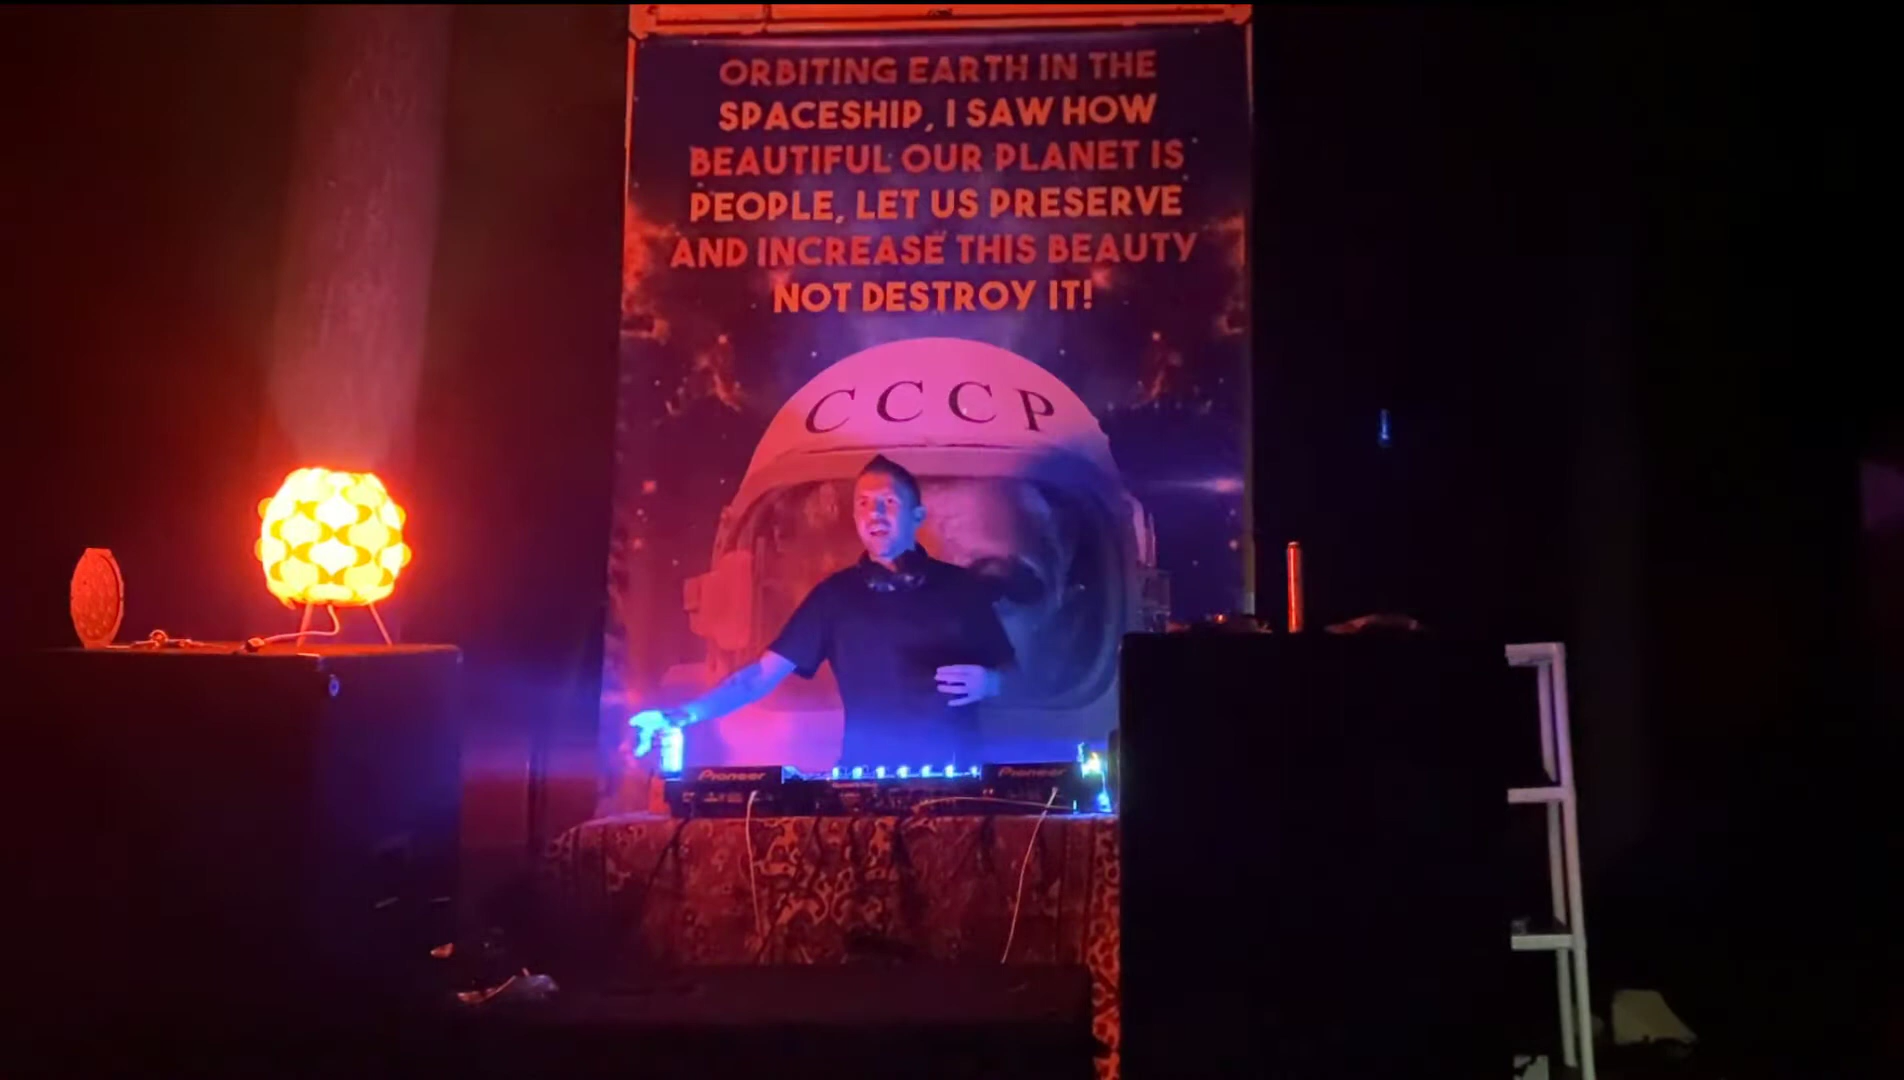 ORBITING EARTH IN THE
SPACESHIP, I SAW HOW
BEAUTIFUL OUR PLANET IS
PEOPLE, LET US PRESERVE
AND INCREASE THIS BEAUTY
NOT DESTROY IT!
СССР
Pioneer
Pioneer